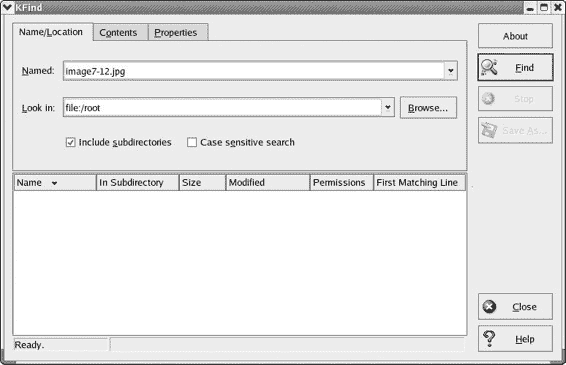 KFind
Name/Location Contents Properties
Named: image7-12.jpg
Look in: file:/root Browse...
Include subdirectories Case sensitive search
Name In Subdirectory Size Modified Permissions First Matching Line
Ready.
About
Find
Stop
Save As...
Close
Help